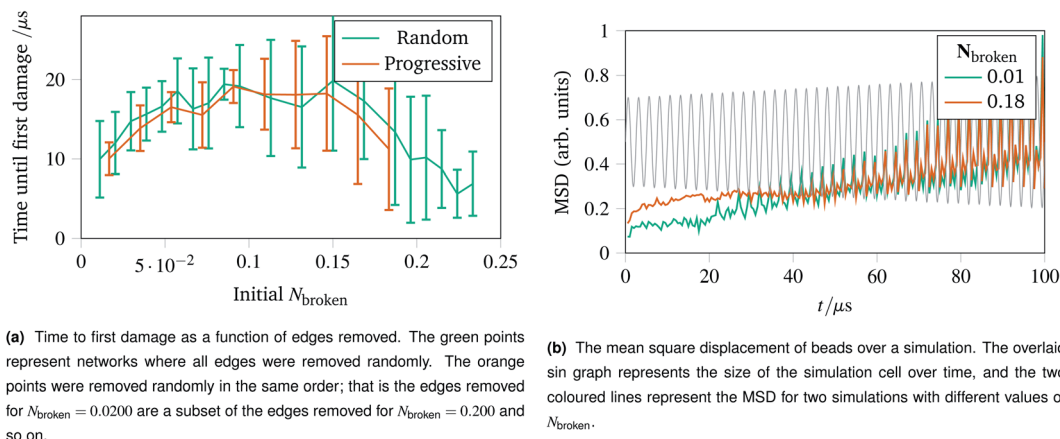 Time until first damage /μs
20
10
0
0
5·10⁻²
0.1
0.15
0.2
0.25
Initial N_broken
Random
Progressive
(a) Time to first damage as a function of edges removed. The green points
represent networks where all edges were removed randomly. The orange
points were removed randomly in the same order; that is the edges removed
for N_broken = 0.0200 are a subset of the edges removed for N_broken = 0.200 and
so on.
MSD (arb. units)
1
0.8
0.6
0.4
0.2
0
0
20
40
60
80
100
t/μs
N_broken
0.01
0.18
(b) The mean square displacement of beads over a simulation. The overlaid
sin graph represents the size of the simulation cell over time, and the two
coloured lines represent the MSD for two simulations with different values o
N_broken.